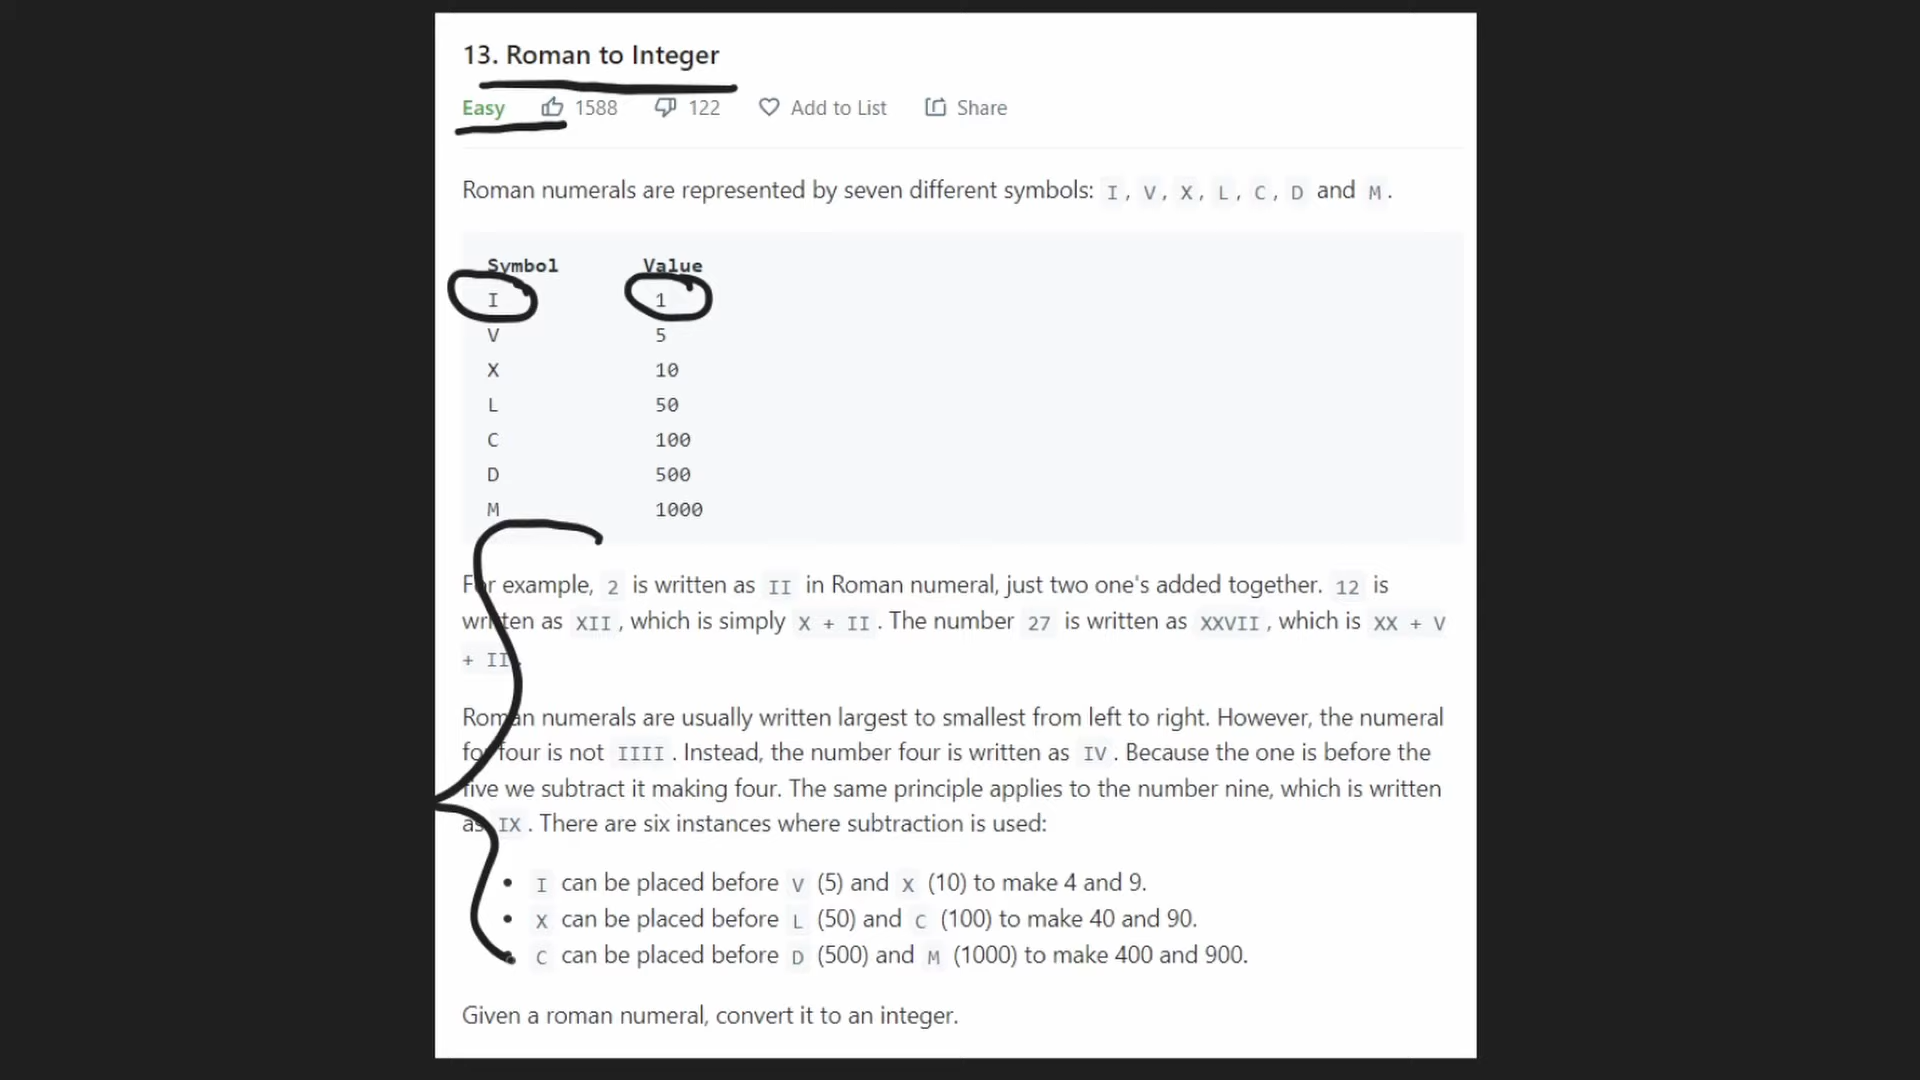 13. Roman to Integer
Easy 1588 122 Add to List Share
Roman numerals are represented by seven different symbols: I, V, X, L, C, D and M.
Symbol Value
I 1
V 5
X 10
L 50
C 100
D 500
M 1000
For example, 2 is written as II in Roman numeral, just two one's added together. 12 is
written as XII, which is simply X + II. The number 27 is written as XXVII, which is XX + V
+ II.
Roman numerals are usually written largest to smallest from left to right. However, the numeral
for four is not IIII. Instead, the number four is written as IV. Because the one is before the
five we subtract it making four. The same principle applies to the number nine, which is written
as IX. There are six instances where subtraction is used:
• I can be placed before V (5) and X (10) to make 4 and 9.
• X can be placed before L (50) and C (100) to make 40 and 90.
• C can be placed before D (500) and M (1000) to make 400 and 900.
Given a roman numeral, convert it to an integer.